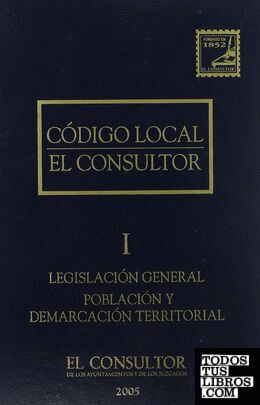 FUNDADO EN
1852
EL CONSULTOR
CÓDIGO LOCAL
EL CONSULTOR
I
LEGISLACIÓN GENERAL
POBLACIÓN Y
DEMARCACIÓN TERRITORIAL
EL CONSULTOR
DE LOS AYUNTAMIENTOS Y DE LOS JUZGADOS
2005
TODOS
TUS
LIBROS